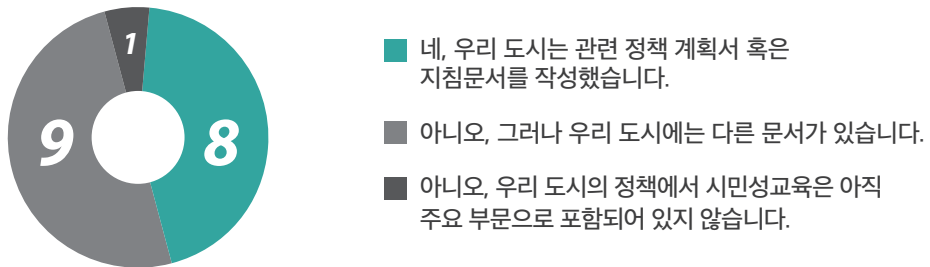 1
9
8
네, 우리 도시는 관련 정책 계획서 혹은
지침문서를 작성했습니다.
아니오, 그러나 우리 도시에는 다른 문서가 있습니다.
아니오, 우리 도시의 정책에서 시민성교육은 아직
주요 부문으로 포함되어 있지 않습니다.